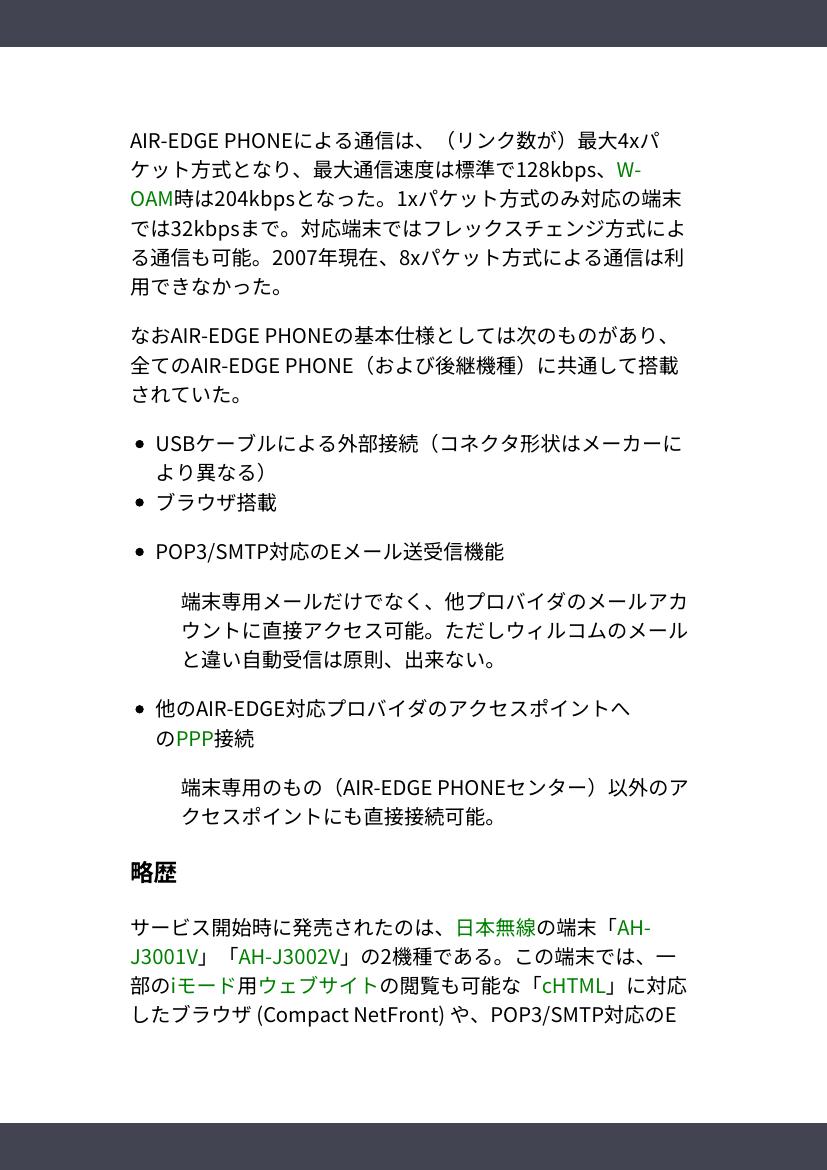 AIR-EDGE PHONEによる通信は、（リンク数が）最大4xパ
ケット方式となり、最大通信速度は標準で128kbps、W-
OAM時は204kbpsとなった。1xパケット方式のみ対応の端末
では32kbpsまで。対応端末ではフレックスチェンジ方式によ
る通信も可能。2007年現在、8xパケット方式による通信は利
用できなかった。
なおAIR-EDGE PHONEの基本仕様としては次のものがあり、
全てのAIR-EDGE PHONE（および後継機種）に共通して搭載
されていた。
• USBケーブルによる外部接続（コネクタ形状はメーカーに
より異なる）
• ブラウザ搭載
• POP3/SMTP対応のEメール送受信機能
端末専用メールだけでなく、他プロバイダのメールアカ
ウントに直接アクセス可能。ただしウィルコムのメール
と違い自動受信は原則、出来ない。
• 他のAIR-EDGE対応プロバイダのアクセスポイントへ
のPPP接続
端末専用のもの（AIR-EDGE PHONEセンター）以外のア
クセスポイントにも直接接続可能。
略歴
サービス開始時に発売されたのは、日本無線の端末「AH-
J3001V」「AH-J3002V」の2機種である。この端末では、一
部のiモード用ウェブサイトの閲覧も可能な「cHTML」に対応
したブラウザ (Compact NetFront) や、POP3/SMTP対応のE